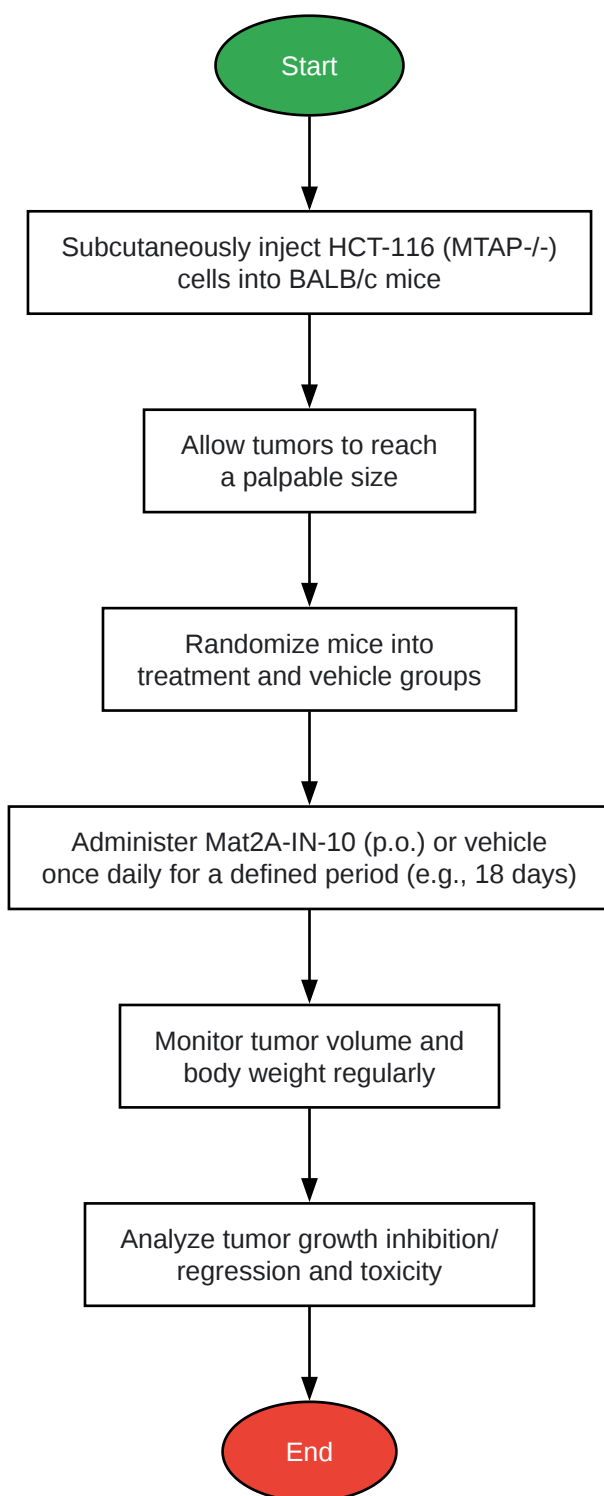 Start
Subcutaneously inject HCT-116 (MTAP-/-)
cells into BALB/c mice
Allow tumors to reach
a palpable size
Randomize mice into
treatment and vehicle groups
Administer Mat2A-IN-10 (p.o.) or vehicle
once daily for a defined period (e.g., 18 days)
Monitor tumor volume and
body weight regularly
Analyze tumor growth inhibition/
regression and toxicity
End